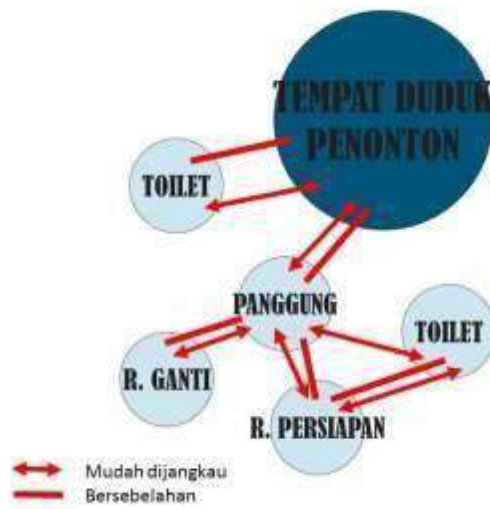 TEMPAT DUDUK
PENONTON
TOILET
PANGGUNG
TOILET
R. GANTI
R. PERSIAPAN
Mudah dijangkau
Bersebelahan